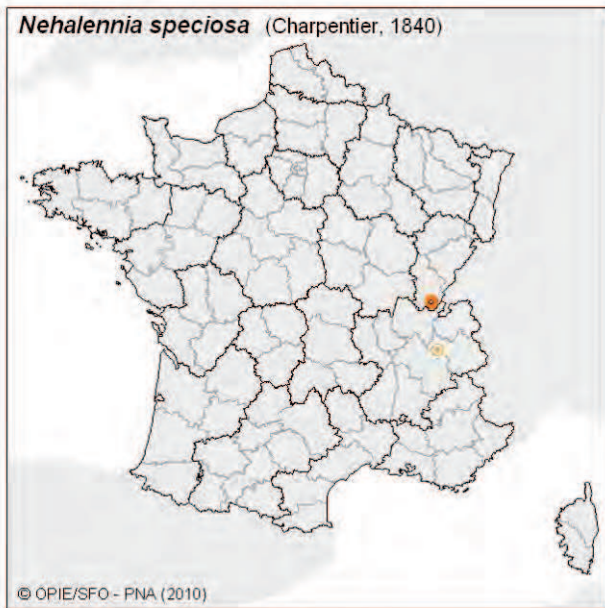 Nehalennia speciosa (Charpentier, 1840)
© OPIE/SFO - PNA (2010)